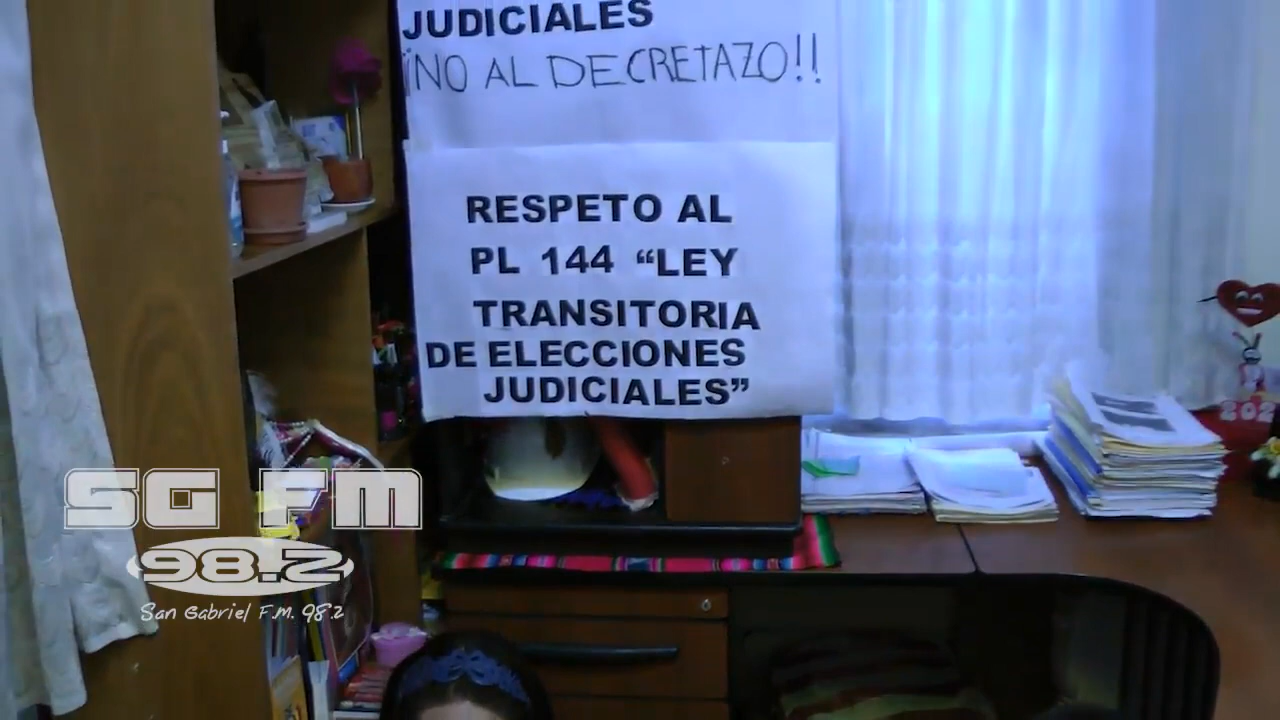 JUDICIALES
¡NO AL DECRETAZO!!
RESPETO AL
PL 144 “LEY
TRANSITORIA
DE ELECCIONES
JUDICIALES”
SG FM
98.2
San Gabriel F.M. 98.2
202